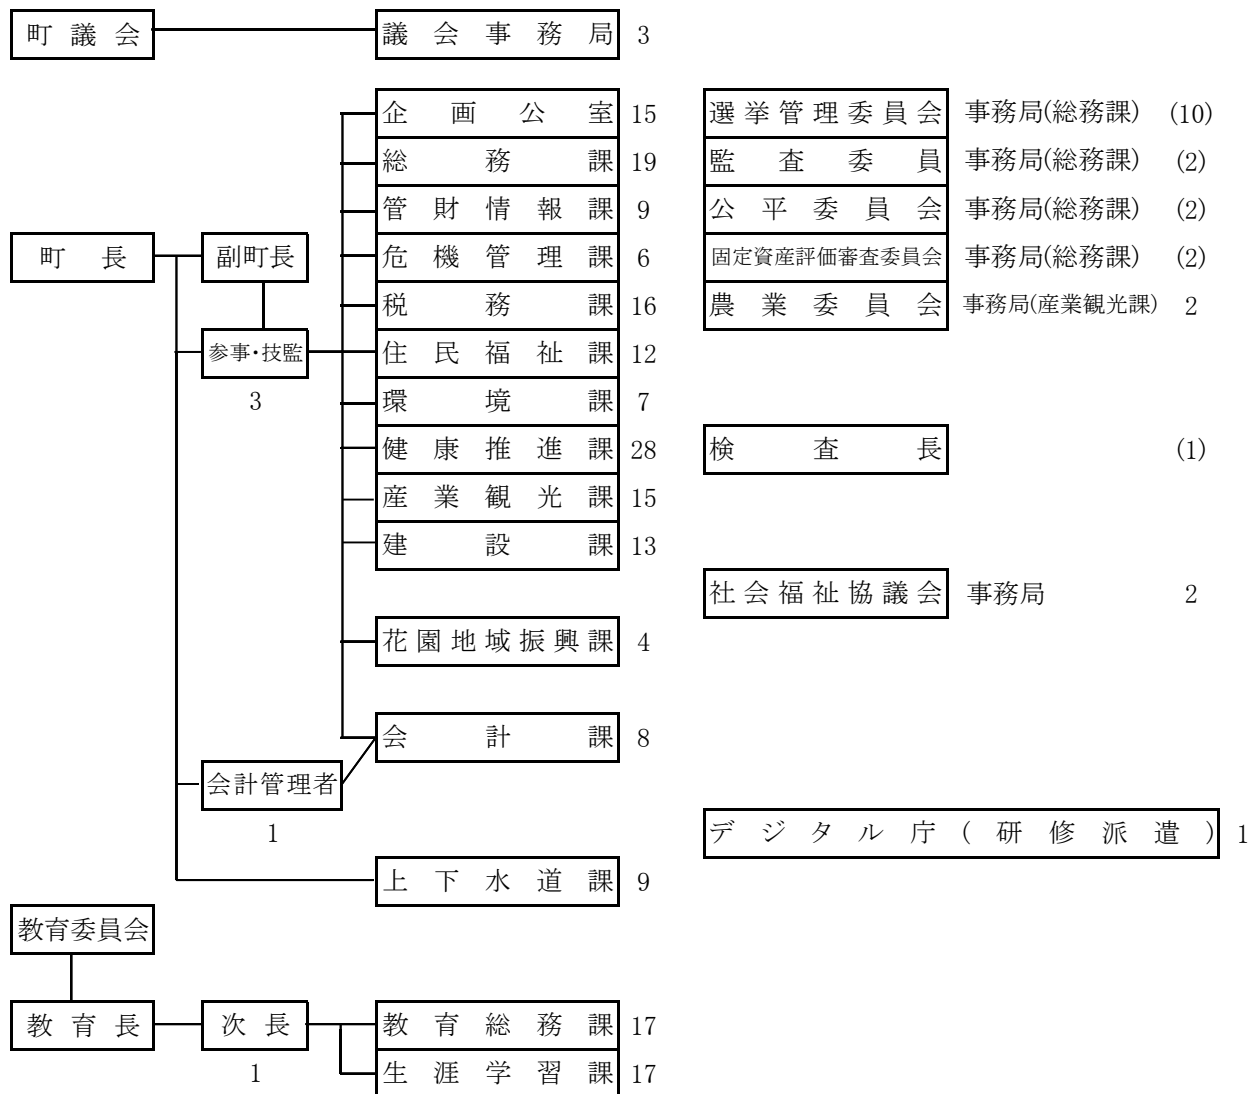 町議会 議会事務局 3
企画公室 15 選挙管理委員会 事務局(総務課) (10)
総務課 19 監査委員 事務局(総務課) (2)
管財情報課 9 公平委員会 事務局(総務課) (2)
町長 副町長 危機管理課 6 固定資産評価審査委員会 事務局(総務課) (2)
税務課 16 農業委員会 事務局(産業観光課) 2
参事・技監 住民福祉課 12
3 環境課 7
健康推進課 28 検査長 (1)
産業観光課 15
建設課 13
社会福祉協議会 事務局 2
花園地域振興課 4
会計課 8
会計管理者
1 デジタル庁(研修派遣) 1
上下水道課 9
教育委員会
教育長 次長 教育総務課 17
1 生涯学習課 17